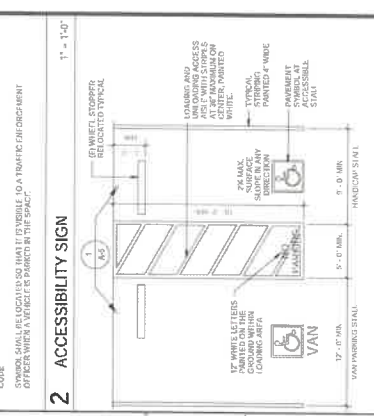 CODE
SYMBOL SHALL BE LOCATED SO THAT IT IS VISIBLE TO A TRAFFIC ENFORCEMENT
OFFICER WHEN A VEHICLE IS PARKED IN THE SPACE.
2 ACCESSIBILITY SIGN
1" = 1'-0"
1
A-5
(E) WHEEL STOPPER
RELOCATED TYPICAL
LOADING AND
UNLOADING ACCESS
AISLE WITH STRIPES
AT 36" MAXIMUM ON
CENTER, PAINTED
WHITE.
TYPICAL
STRIPING
PAINTED 4" WIDE
PAVEMENT
SYMBOL AT
ACCESSIBLE
STALL
2% MAX.
SURFACE
SLOPE IN ANY
DIRECTION
NO
PARKING
12" WHITE LETTERS
PAINTED ON THE
GROUND WITHIN
LOADING AREA
VAN
12' - 0" MIN.
5' - 0" MIN.
9' - 0" MIN.
VAN PARKING STALL
HANDICAP STALL